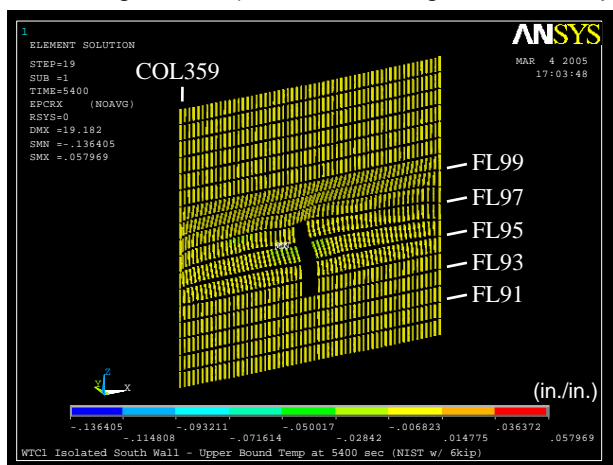 1
ELEMENT SOLUTION
STEP=19
SUB =1
TIME=5400
EPCRX (NOAVG)
RSYS=0
DMX =19.182
SMN =-.136405
SMX =.057969
ANSYS
MAR 4 2005
17:03:48
COL359
FL99
FL97
FL95
FL93
FL91
Z
Y X
(in./in.)
-.136405 -.093211 -.050017 -.006823 .036372
-.114808 -.071614 -.02842 .014775 .057969
WTC1 Isolated South Wall - Upper Bound Temp at 5400 sec (NIST w/ 6kip)